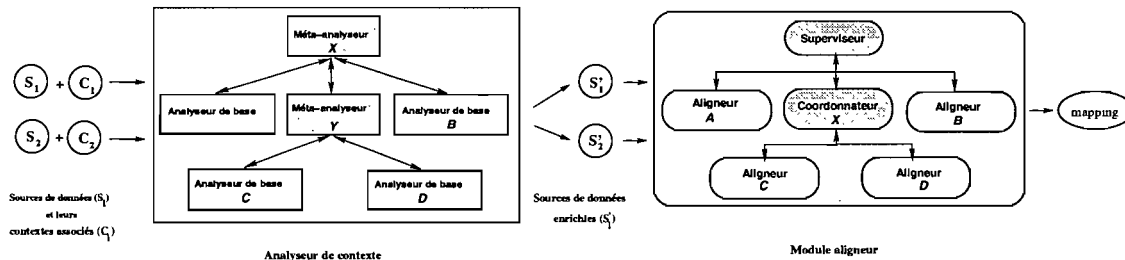 S1 + C1
S2 + C2
Sources de données (Si)
et leurs
contextes associés (Ci)
Méta-analyseur
X
Analyseur de base
Méta-analyseur
Y
Analyseur de base
B
Analyseur de base
C
Analyseur de base
D
Analyseur de contexte
S'1
S'2
Sources de données
enrichies (S'i)
Superviseur
Aligneur
A
Coordonnateur
X
Aligneur
B
Aligneur
C
Aligneur
D
Module aligneur
mapping